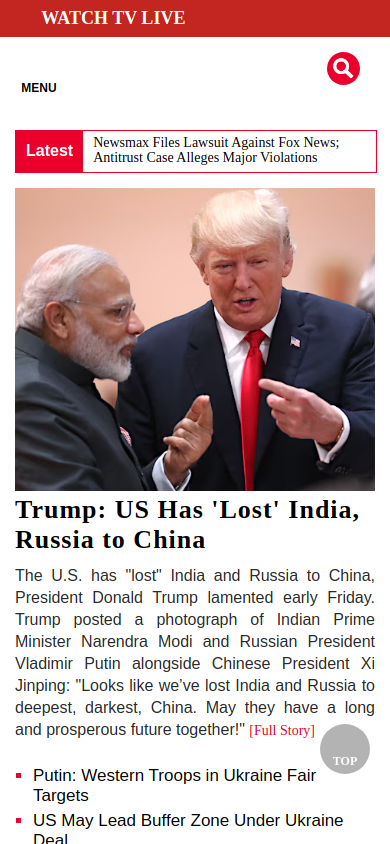 WATCH TV LIVE
MENU
Latest
Newsmax Files Lawsuit Against Fox News;
Antitrust Case Alleges Major Violations
Trump: US Has 'Lost' India,
Russia to China
The U.S. has "lost" India and Russia to China,
President Donald Trump lamented early Friday.
Trump posted a photograph of Indian Prime
Minister Narendra Modi and Russian President
Vladimir Putin alongside Chinese President Xi
Jinping: "Looks like we've lost India and Russia to
deepest, darkest, China. May they have a long
and prosperous future together!" [Full Story]
TOP
Putin: Western Troops in Ukraine Fair
Targets
US May Lead Buffer Zone Under Ukraine
Deal